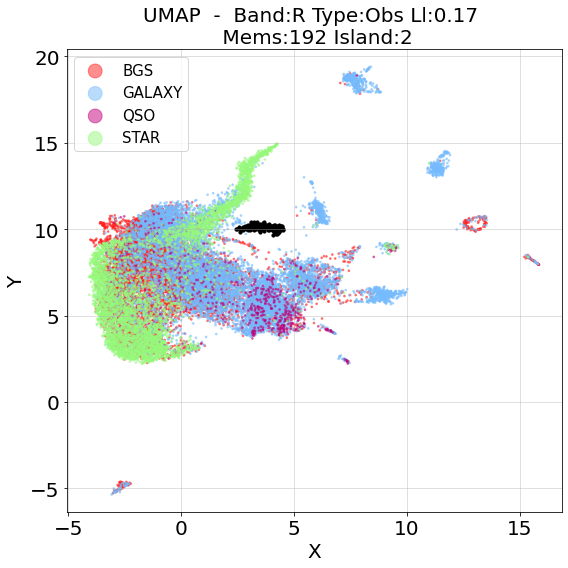 UMAP - Band:R Type:Obs Ll:0.17
Mems:192 Island:2
BGS
GALAXY
QSO
STAR
20
15
10
5
0
−5
Y
−5 0 5 10 15
X